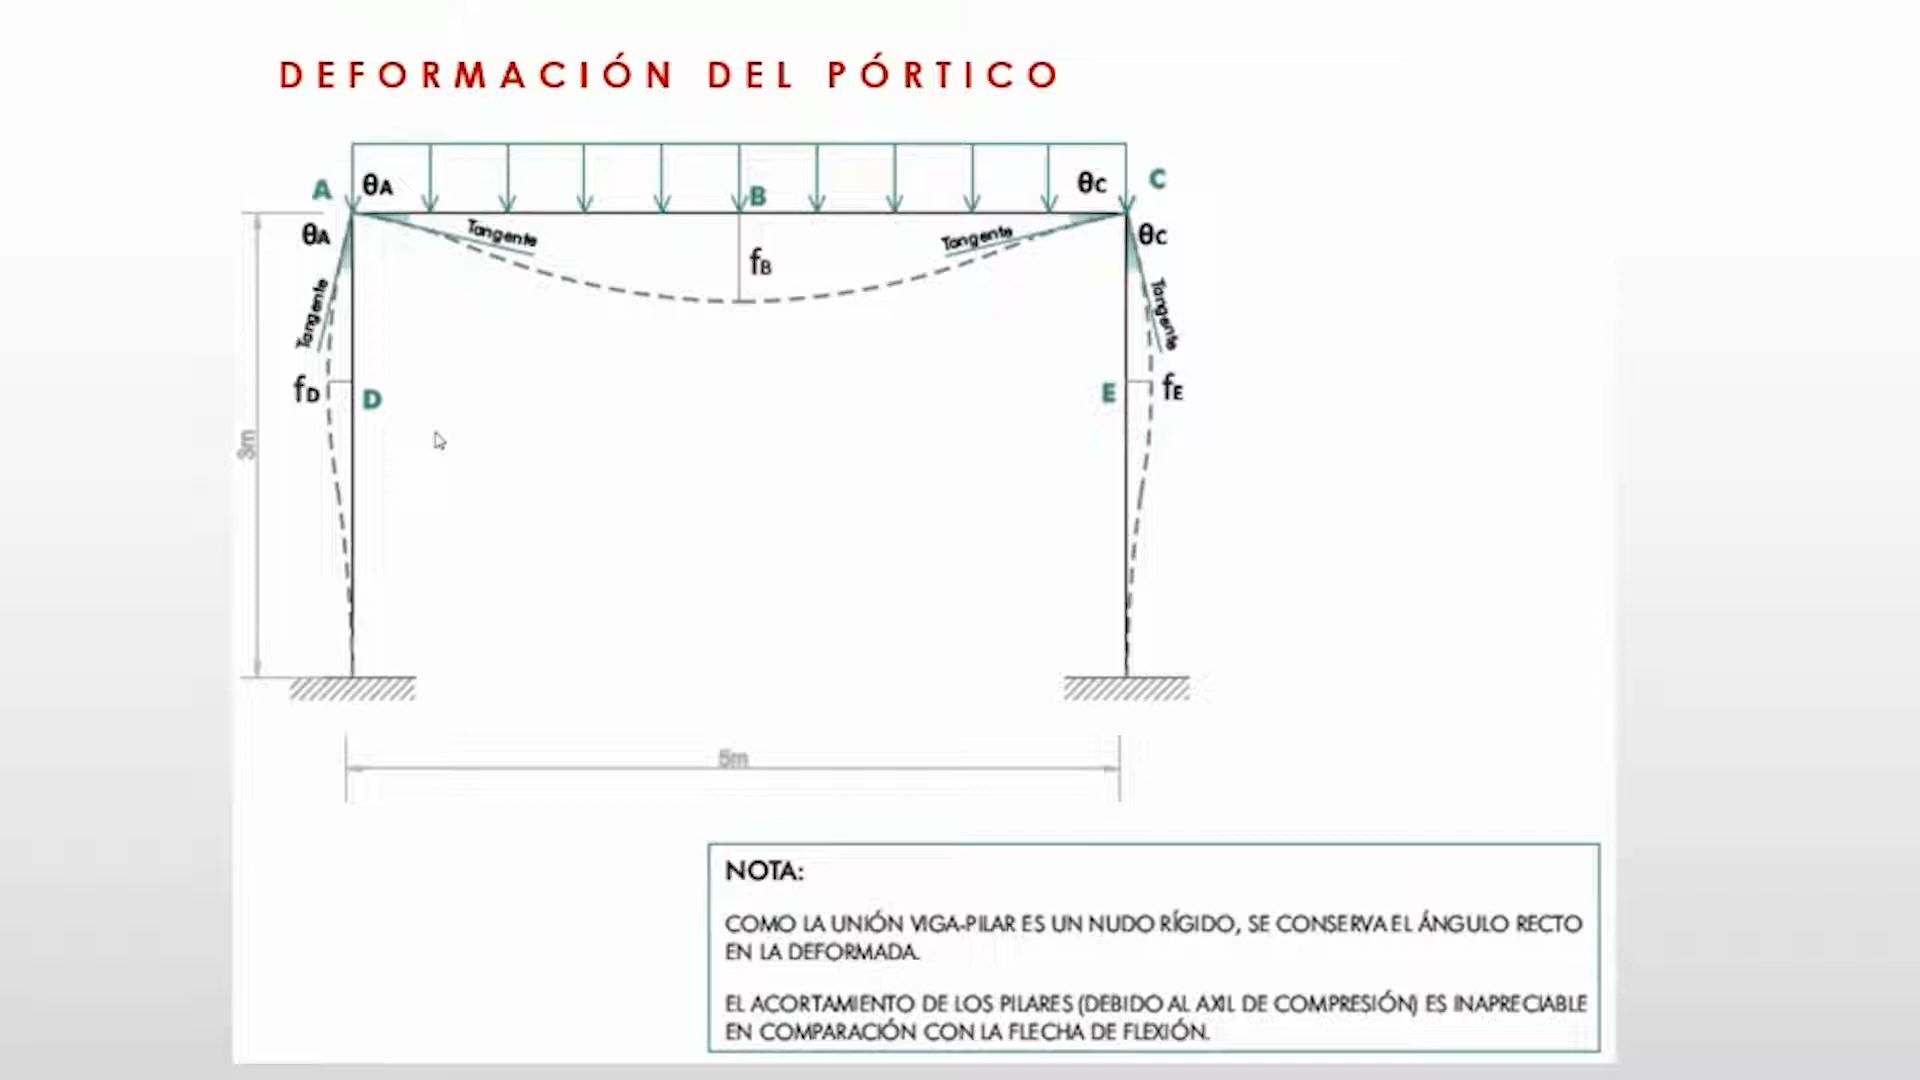 DEFORMACIÓN DEL PÓRTICO
A
θA
B
θC
C
θA
Tangente
fB
Tangente
θC
Tangente
Tangente
fD
D
E
fE
3m
5m
NOTA:
COMO LA UNIÓN VIGA-PILAR ES UN NUDO RÍGIDO, SE CONSERVA EL ÁNGULO RECTO
EN LA DEFORMADA.
EL ACORTAMIENTO DE LOS PILARES (DEBIDO AL AXIL DE COMPRESIÓN) ES INAPRECIABLE
EN COMPARACIÓN CON LA FLECHA DE FLEXIÓN.